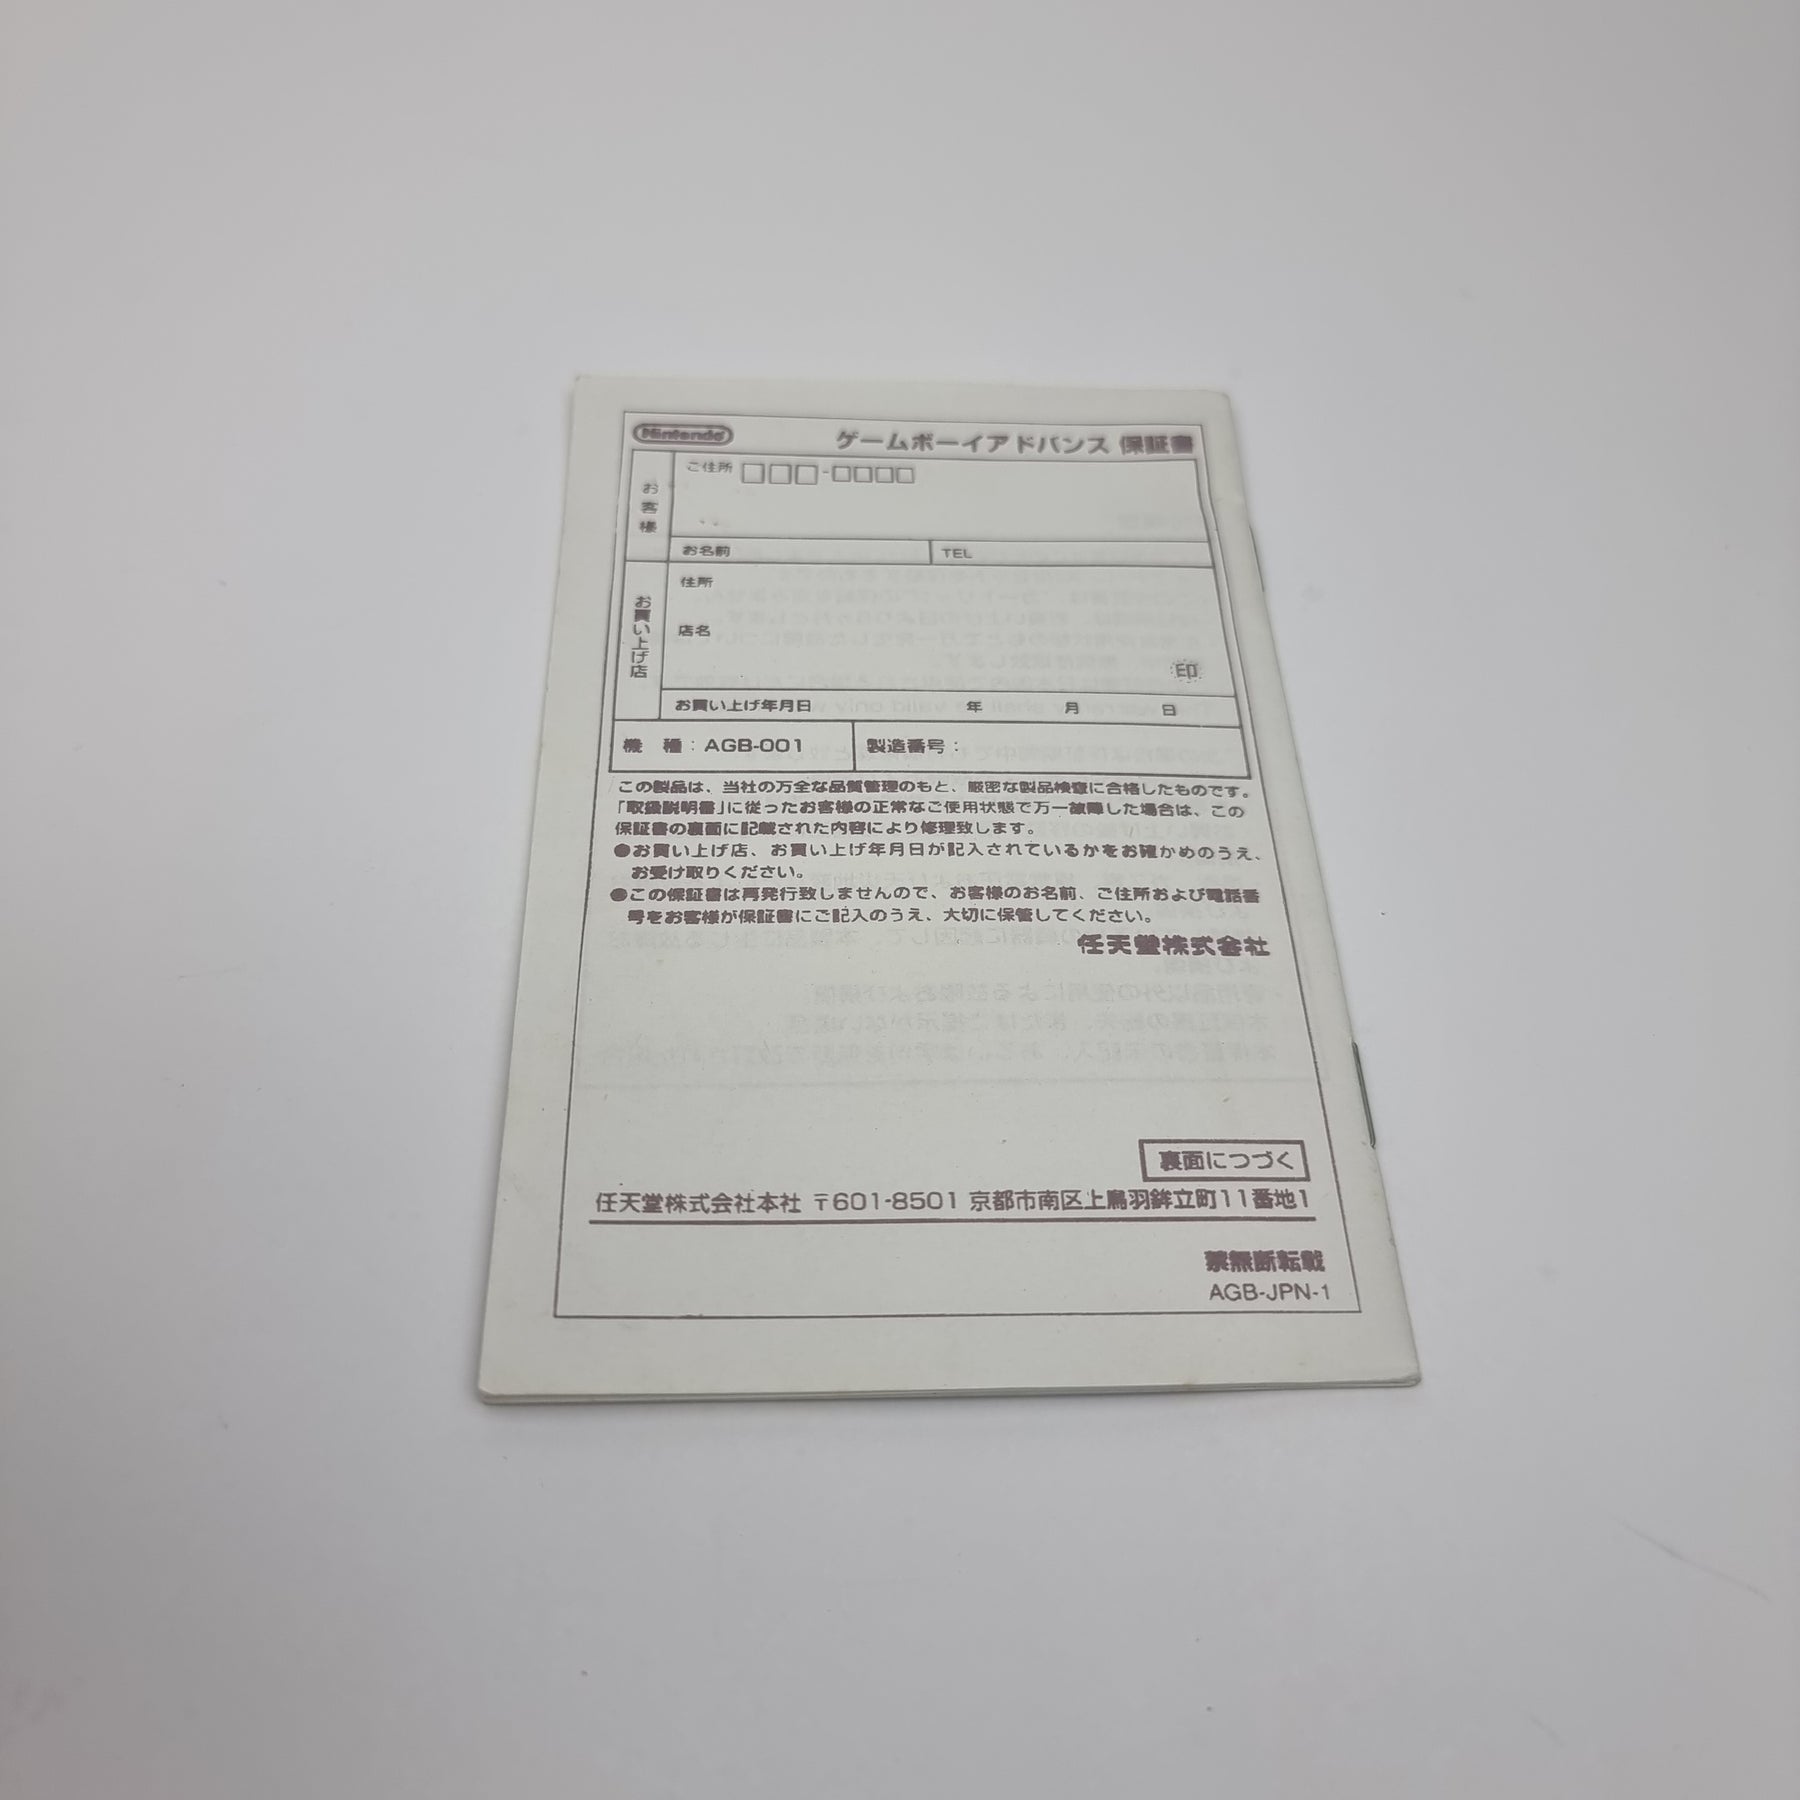 Nintendo
ゲームボーイアドバンス 保証書
お客様
ご住所 □□□-□□□□
お名前
TEL
お買い上げ店
住所
店名
印
お買い上げ年月日 年 月 日
機 種:AGB-001
製造番号:
この製品は、当社の万全な品質管理のもと、厳密な製品検査に合格したものです。
「取扱説明書」に従ったお客様の正常なご使用状態で万一故障した場合は、この
保証書の裏面に記載された内容により修理致します。
●お買い上げ店、お買い上げ年月日が記入されているかをお確かめのうえ、
お受け取りください。
●この保証書は再発行致しませんので、お客様のお名前、ご住所および電話番
号をお客様が保証書にご記入のうえ、大切に保管してください。
任天堂株式会社
裏面につづく
任天堂株式会社本社 〒601-8501 京都市南区上鳥羽鉾立町11番地1
禁無断転載
AGB-JPN-1